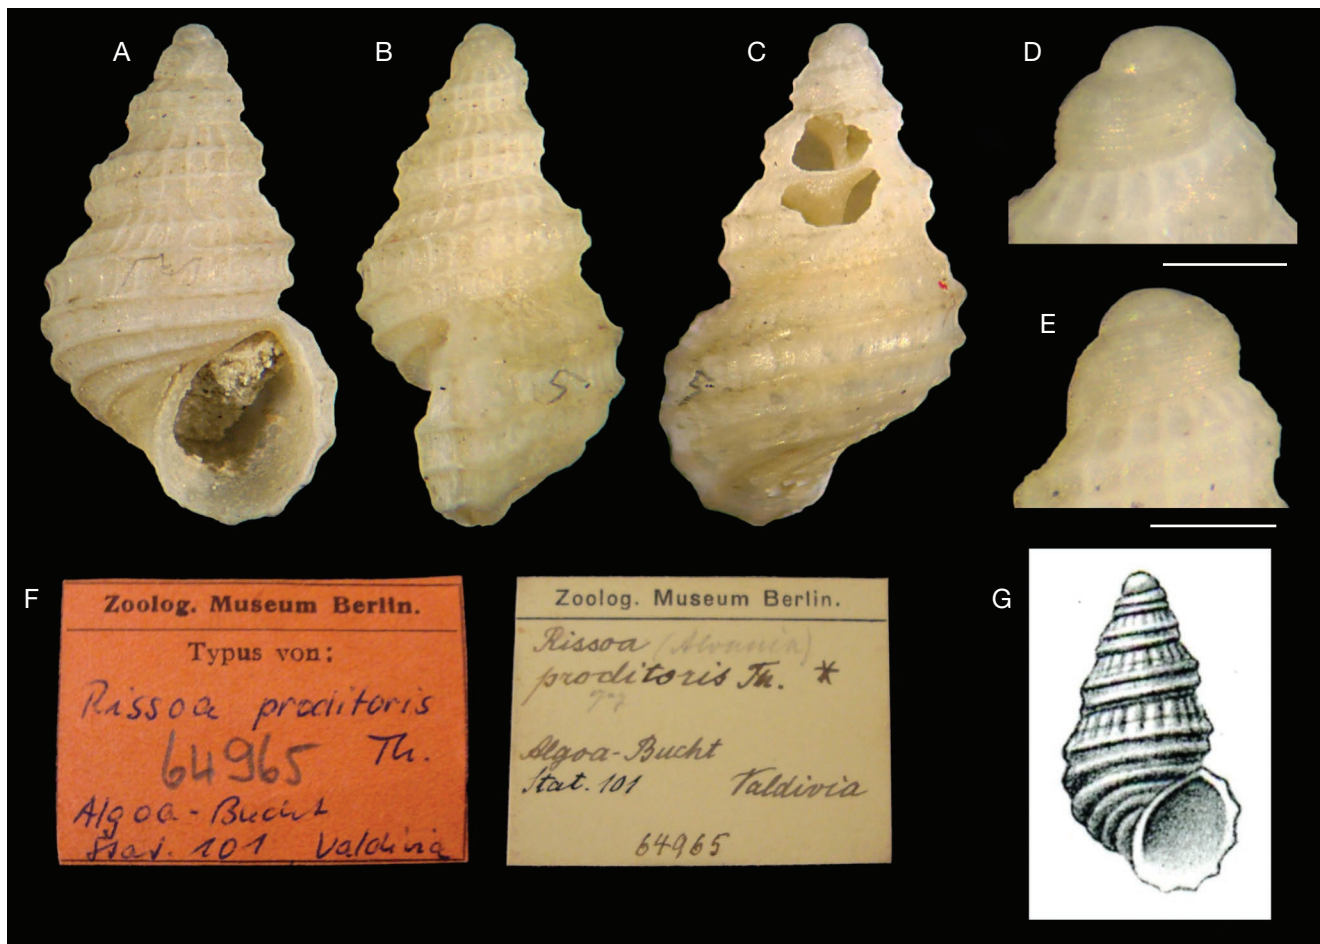 A
B
C
D
E
F
Zoolog. Museum Berlin.
Typus von:
Rissoa proditoris
64965 Th.
Algoa-Bucht
Stat. 101 Valdivia
Zoolog. Museum Berlin.
Rissoa (Alvania)
proditoris Th. *
Algoa-Bucht
Stat. 101 Valdivia
64965
G